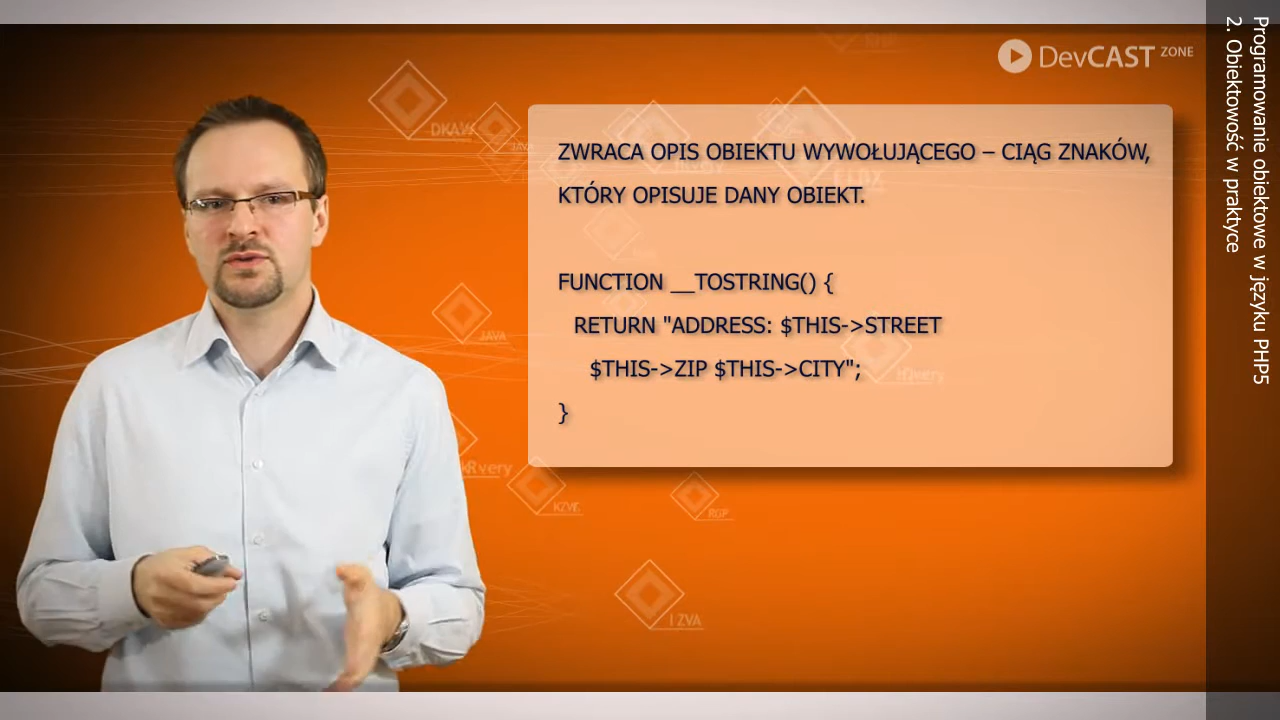 DevCAST ZONE
ZWRACA OPIS OBIEKTU WYWOŁUJĄCEGO – CIĄG ZNAKÓW,
KTÓRY OPISUJE DANY OBIEKT.
FUNCTION __TOSTRING() {
RETURN "ADDRESS: $THIS->STREET
$THIS->ZIP $THIS->CITY";
}
Programowanie obiektowe w języku PHP5
2. Obiektowość w praktyce
JAVA